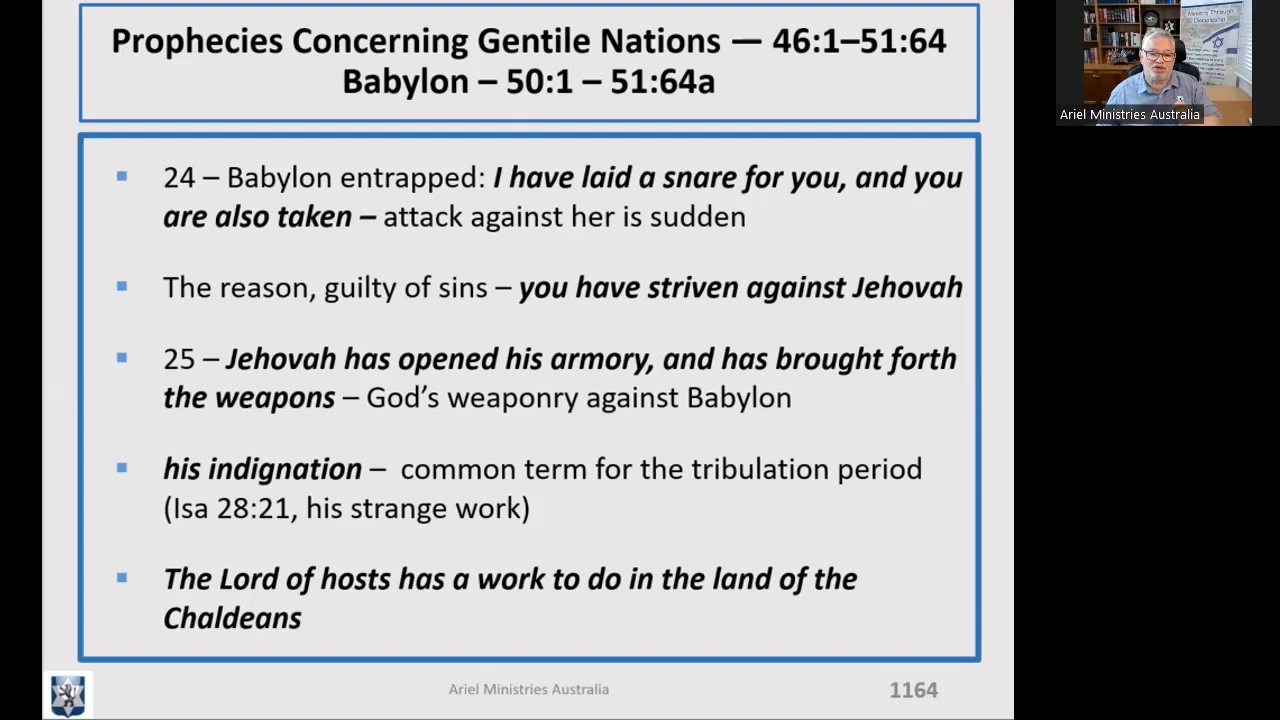 Prophecies Concerning Gentile Nations — 46:1–51:64
Babylon – 50:1 – 51:64a
24 – Babylon entrapped: I have laid a snare for you, and you
are also taken – attack against her is sudden
The reason, guilty of sins – you have striven against Jehovah
25 – Jehovah has opened his armory, and has brought forth
the weapons – God’s weaponry against Babylon
his indignation – common term for the tribulation period
(Isa 28:21, his strange work)
The Lord of hosts has a work to do in the land of the
Chaldeans
Ariel Ministries Australia
1164
Ministry Through
Discipleship
Ariel Ministries Australia